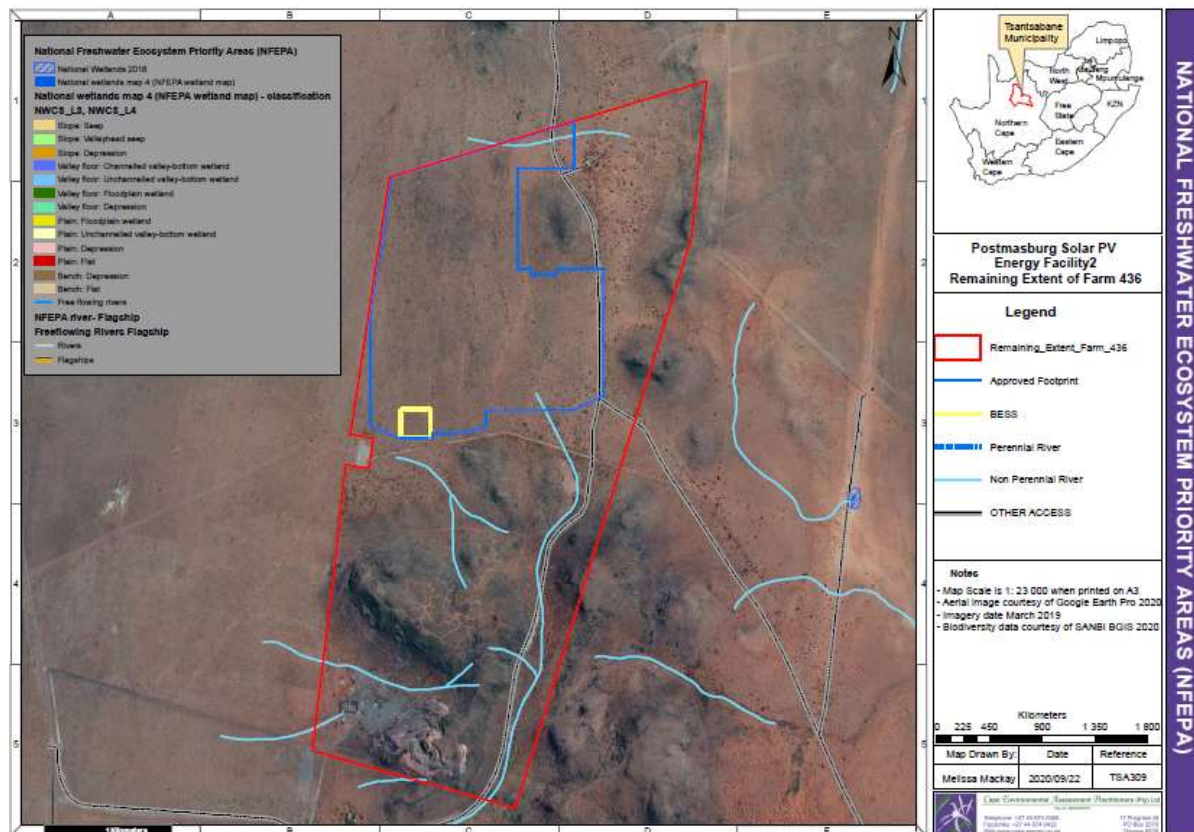 A B C D E
National Freshwater Ecosystem Priority Areas (NFEPA)
National Wetlands 2018
National wetlands map 4 (NFEPA wetland map)
National wetlands map 4 (NFEPA wetland map) - classification
NWCS_L3, NWCS_L4
Slope: Seep
Slope: Valleyhead seep
Slope: Depression
Valley floor: Channelled valley-bottom wetland
Valley floor: Unchannelled valley-bottom wetland
Valley floor: Floodplain wetland
Valley floor: Depression
Plain: Floodplain wetland
Plain: Unchannelled valley-bottom wetland
Plain: Depression
Plain: Flat
Bench: Depression
Bench: Flat
Free flowing rivers
NFEPA river- Flagship
Freeflowing Rivers Flagship
Rivers
Flagships
N
1
2
3
4
5
1
2
3
4
5
A B C D E
1 Kilometers
Tsantsabane
Municipality
Limpopo
North
West
Mpumulanga
Free
State
KZN
Northern
Cape
Eastern
Cape
Western
Cape
Postmasburg Solar PV
Energy Facility2
Remaining Extent of Farm 436
Legend
Remaining_Extent_Farm_436
Approved Footprint
BESS
Perennial River
Non Perennial River
OTHER ACCESS
Notes
- Map Scale is 1: 23 000 when printed on A3
- Aerial image courtesy of Google Earth Pro 2020
- Imagery date March 2019
- Biodiversity data courtesy of SANBI BGIS 2020
Kilometers
0 225 450 900 1 350 1 800
Map Drawn By: Date Reference
Melissa Mackay 2020/09/22 TSA309
Cape Environmental Assessment Practitioners (Pty) Ltd
NATIONAL FRESHWATER ECOSYSTEM PRIORITY AREAS (NFEPA)